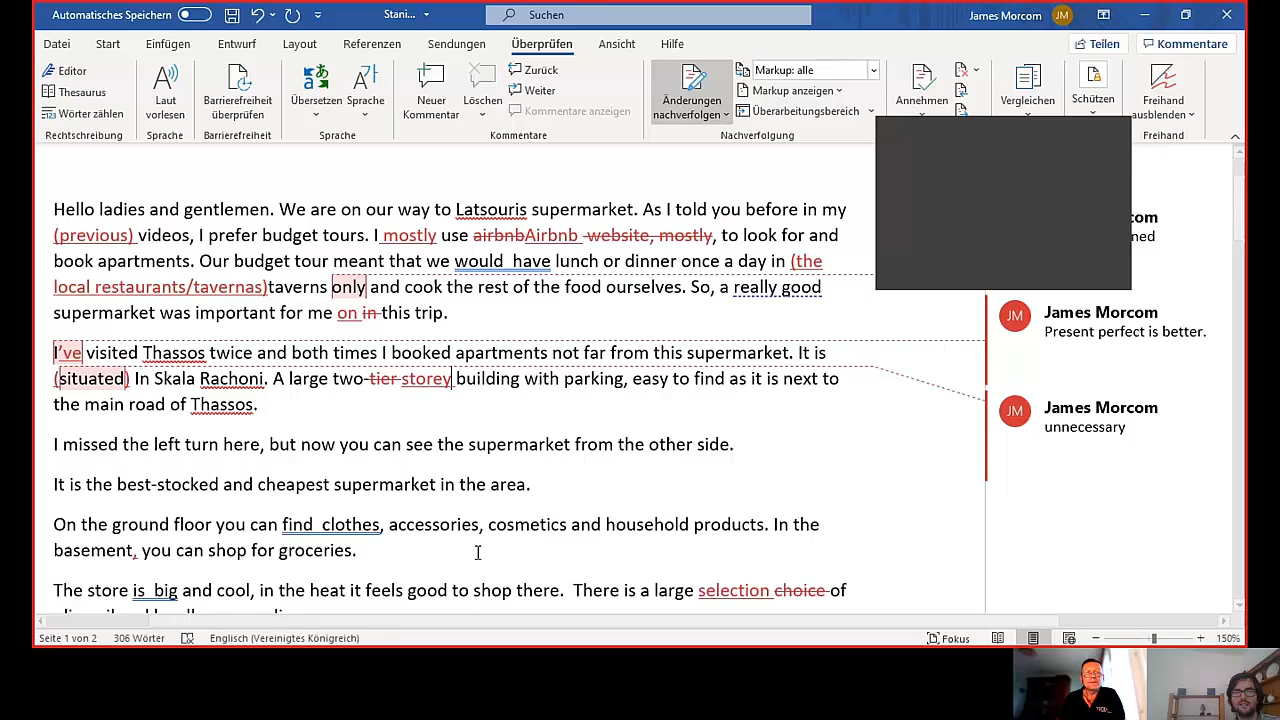 Automatisches Speichern Stani... Suchen James Morcom JM
Datei Start Einfügen Entwurf Layout Referenzen Sendungen Überprüfen Ansicht Hilfe Teilen Kommentare
Editor
Thesaurus
Wörter zählen
Rechtschreibung
Laut vorlesen
Sprache
Barrierefreiheit überprüfen
Barrierefreiheit
Übersetzen Sprache
Sprache
Neuer Kommentar Löschen
Zurück
Weiter
Kommentare anzeigen
Kommentare
Änderungen nachverfolgen
Markup: alle
Markup anzeigen
Überarbeitungsbereich
Nachverfolgung
Annehmen
Vergleichen
Schützen
Freihand ausblenden
Freihand
Hello ladies and gentlemen. We are on our way to Latsouris supermarket. As I told you before in my
(previous) videos, I prefer budget tours. I mostly use airbnbAirbnb website, mostly, to look for and
book apartments. Our budget tour meant that we would  have lunch or dinner once a day in (the
local restaurants/tavernas)taverns only and cook the rest of the food ourselves. So, a really good
supermarket was important for me on in this trip.
I've visited Thassos twice and both times I booked apartments not far from this supermarket. It is
(situated) In Skala Rachoni. A large two-tier storey building with parking, easy to find as it is next to
the main road of Thassos.
I missed the left turn here, but now you can see the supermarket from the other side.
It is the best-stocked and cheapest supermarket in the area.
On the ground floor you can find  clothes, accessories, cosmetics and household products. In the
basement, you can shop for groceries.
The store is  big and cool, in the heat it feels good to shop there.  There is a large selection choice of
com
ned
JM James Morcom
Present perfect is better.
JM James Morcom
unnecessary
Seite 1 von 2 306 Wörter Englisch (Vereinigtes Königreich) Fokus 150%